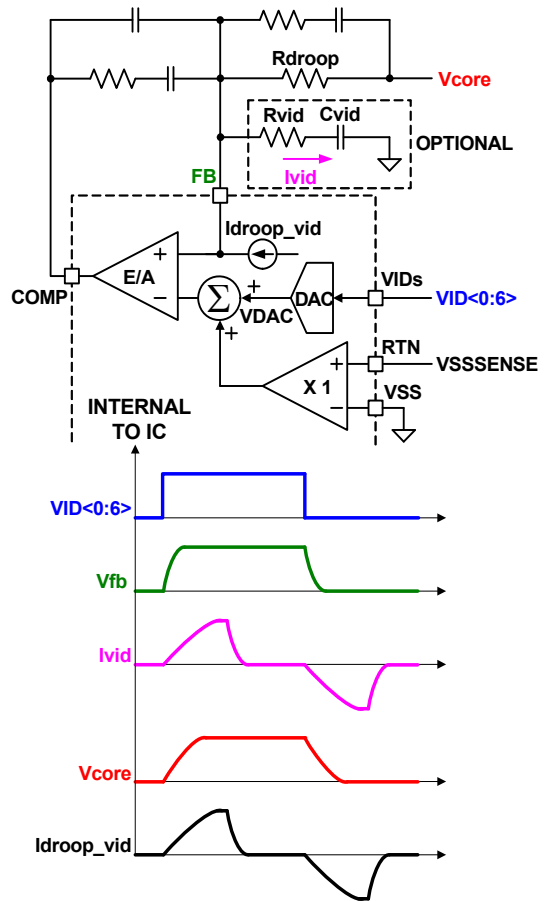 Rdroop
Vcore
Rvid
Cvid
OPTIONAL
Ivid
FB
Idroop_vid
E/A
+
−
COMP
Σ
+
+
VDAC
DAC
VIDs
VID<0:6>
RTN
VSSSENSE
X 1
+
−
VSS
INTERNAL
TO IC
VID<0:6>
Vfb
Ivid
Vcore
Idroop_vid